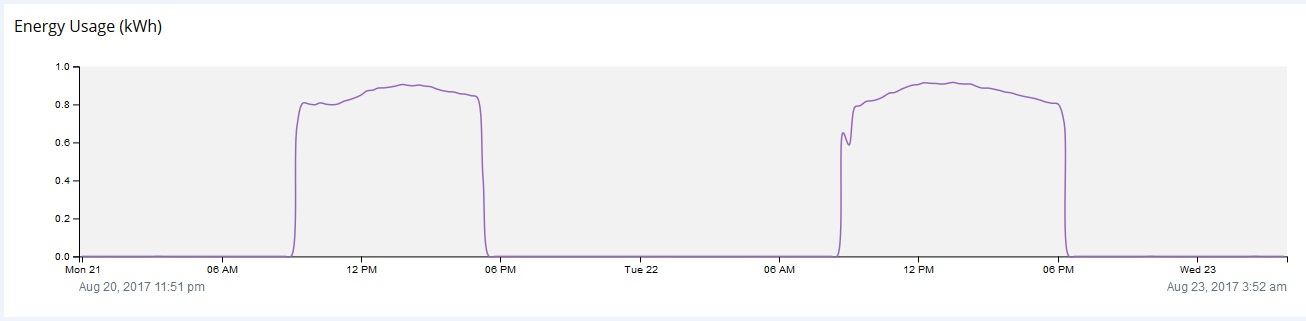 Energy Usage (kWh)
1.0
0.8
0.6
0.4
0.2
0.0
Mon 21 06 AM 12 PM 06 PM Tue 22 06 AM 12 PM 06 PM Wed 23
Aug 20, 2017 11:51 pm Aug 23, 2017 3:52 am